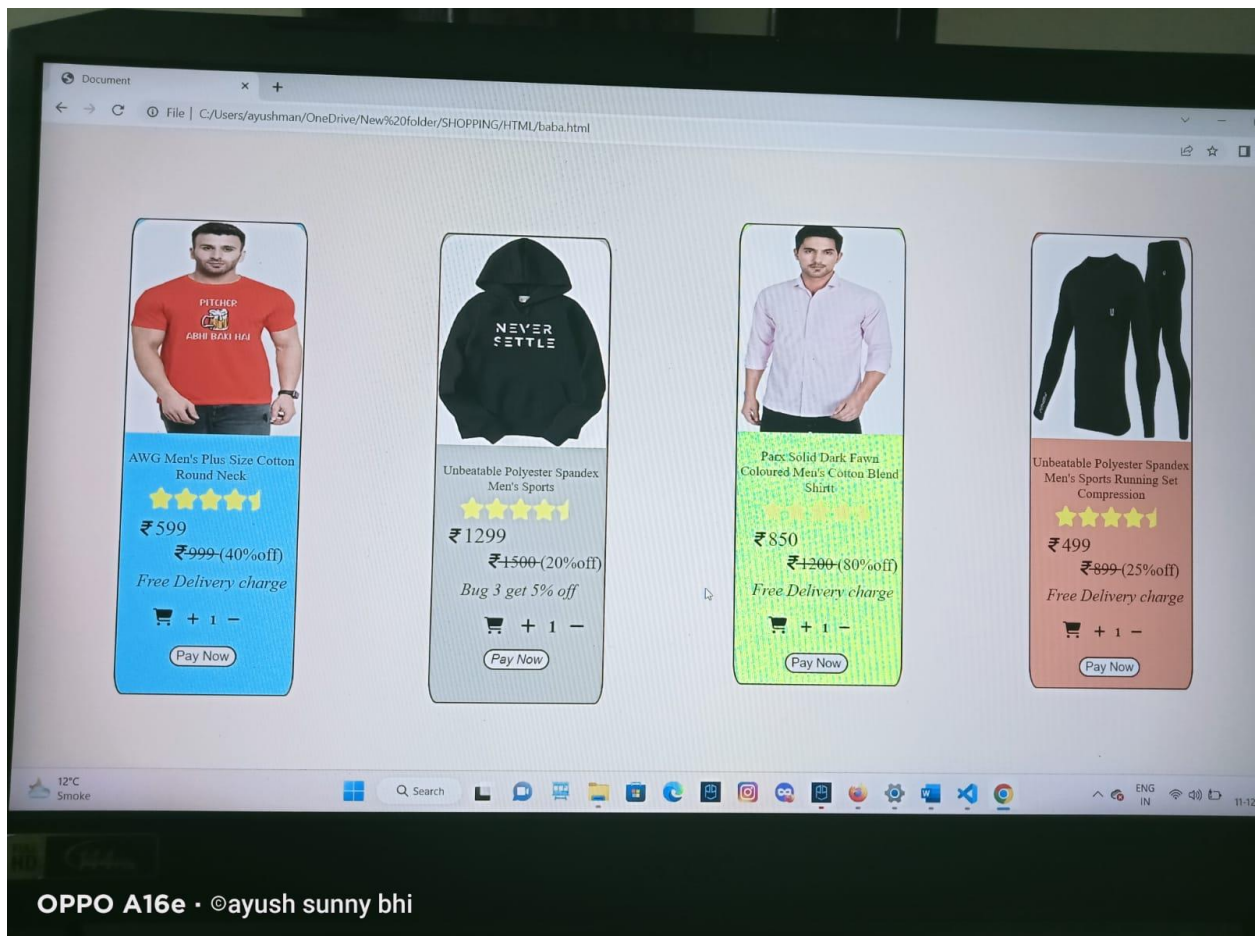 Document
File | C:/Users/ayushman/OneDrive/New%20folder/SHOPPING/HTML/baba.html
PITCHER
ABHI BAKI HAI
AWG Men's Plus Size Cotton
Round Neck
₹599
₹999 (40%off)
Free Delivery charge
+ 1 −
Pay Now
NEVER
SETTLE
Unbeatable Polyester Spandex
Men's Sports
₹1299
₹1500 (20%off)
Bug 3 get 5% off
+ 1 −
Pay Now
Parx Solid Dark Fawn
Coloured Men's Cotton Blend
Shirtt
₹850
₹1200 (80%off)
Free Delivery charge
+ 1 −
Pay Now
Unbeatable Polyester Spandex
Men's Sports Running Set
Compression
₹499
₹899 (25%off)
Free Delivery charge
+ 1 −
Pay Now
12°C
Smoke
Search
ENG
IN
11-12
HD
OPPO A16e · ©ayush sunny bhi